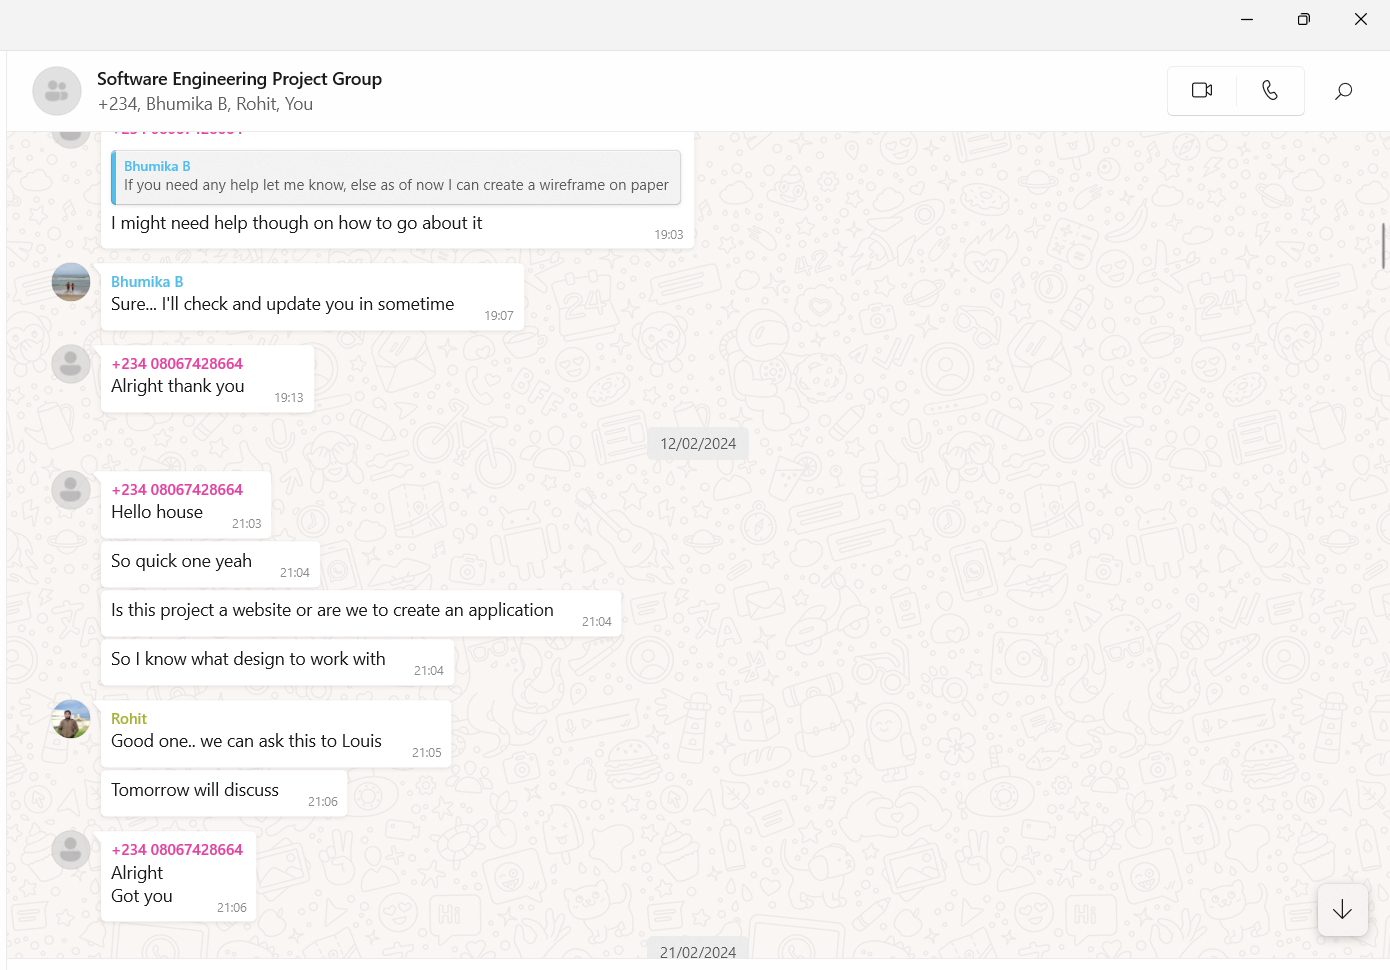 Software Engineering Project Group
+234, Bhumika B, Rohit, You
+234 08067428664
Bhumika B
If you need any help let me know, else as of now I can create a wireframe on paper
I might need help though on how to go about it
19:03
Bhumika B
Sure... I'll check and update you in sometime
19:07
+234 08067428664
Alright thank you
19:13
12/02/2024
+234 08067428664
Hello house
21:03
So quick one yeah
21:04
Is this project a website or are we to create an application
21:04
So I know what design to work with
21:04
Rohit
Good one.. we can ask this to Louis
21:05
Tomorrow will discuss
21:06
+234 08067428664
Alright
Got you
21:06
21/02/2024